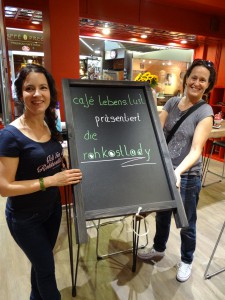 café lebenslust
präsentiert
die
rohkostlady